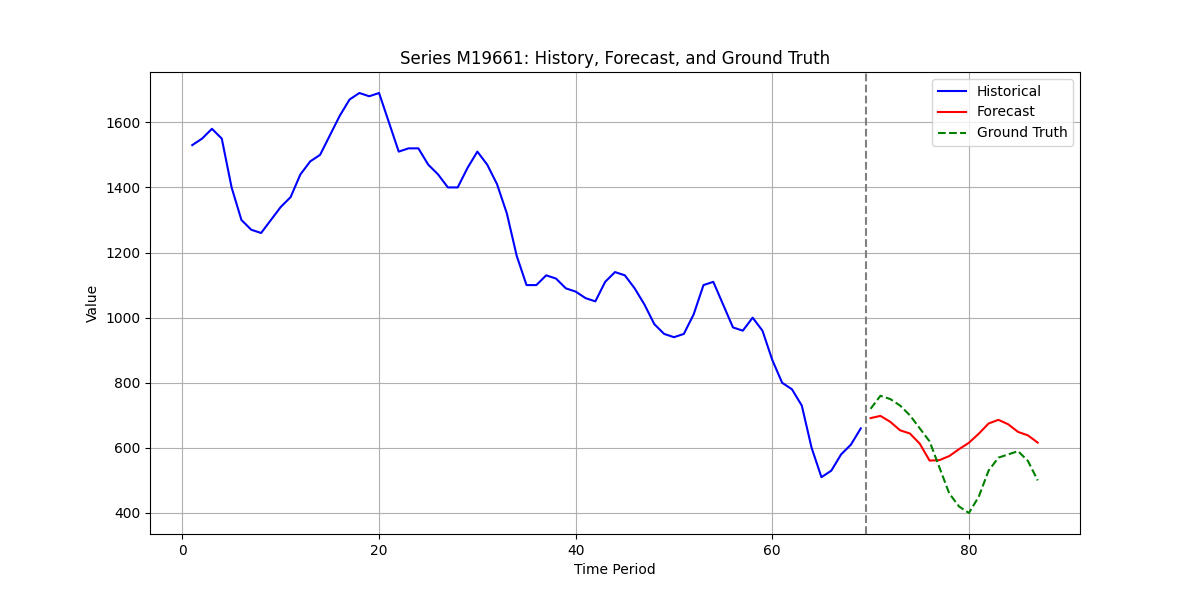 Series M19661: History, Forecast, and Ground Truth
Historical
Forecast
Ground Truth
Value
1600
1400
1200
1000
800
600
400
0
20
40
60
80
Time Period